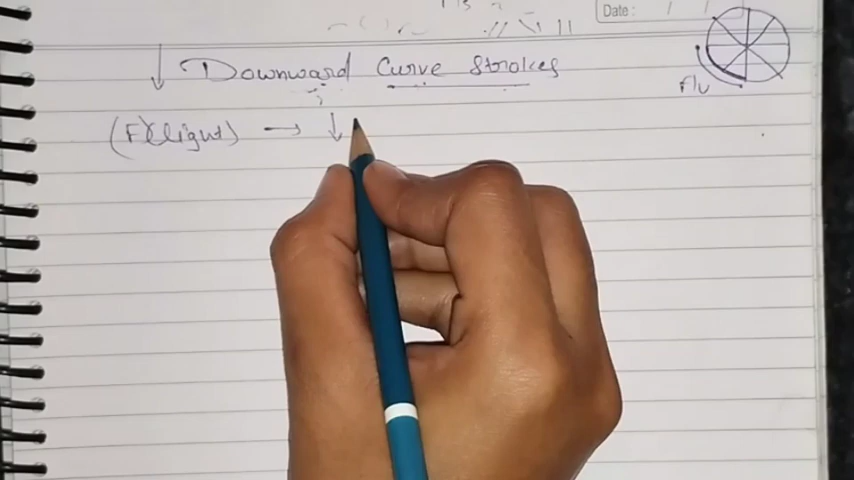 Date: / /
↓ Downward Curve Strokes
Flu
(F) (light) → ↓